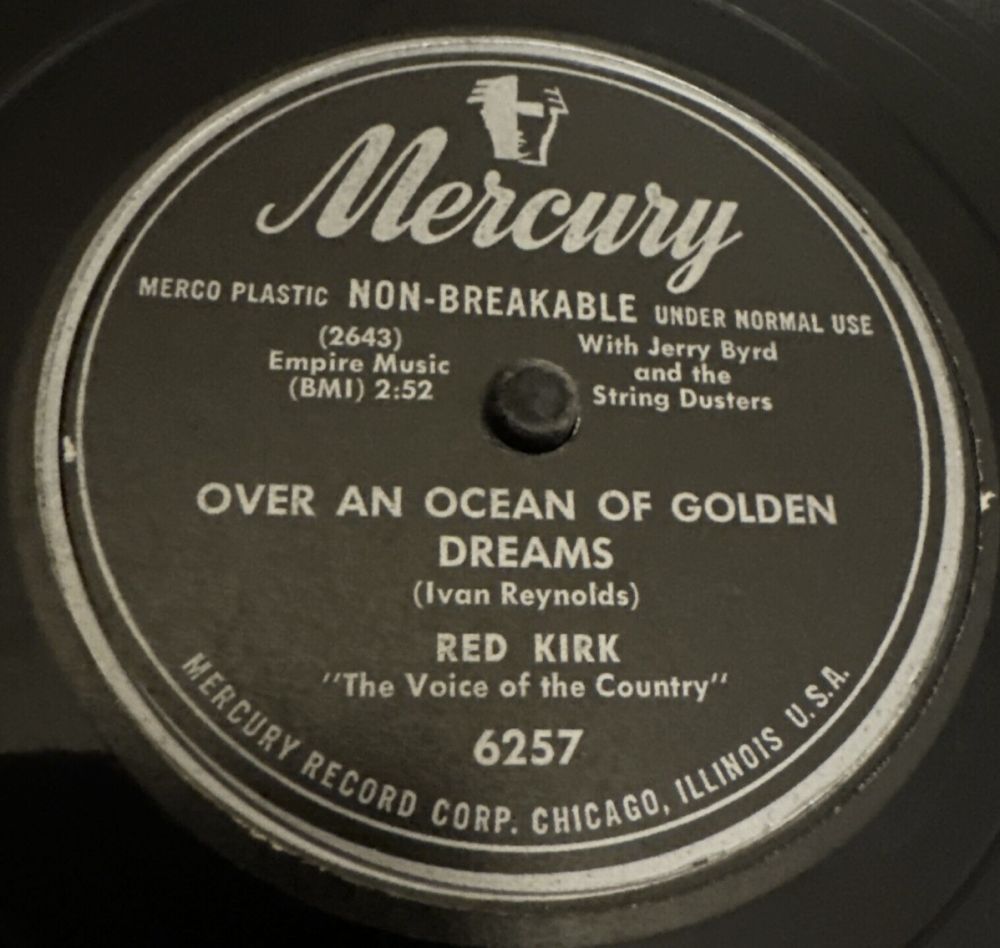 Mercury
MERCO PLASTIC NON-BREAKABLE UNDER NORMAL USE
(2643)
Empire Music
(BMI) 2:52
With Jerry Byrd
and the
String Dusters
OVER AN OCEAN OF GOLDEN
DREAMS
(Ivan Reynolds)
RED KIRK
"The Voice of the Country"
6257
MERCURY RECORD CORP. CHICAGO, ILLINOIS U.S.A.